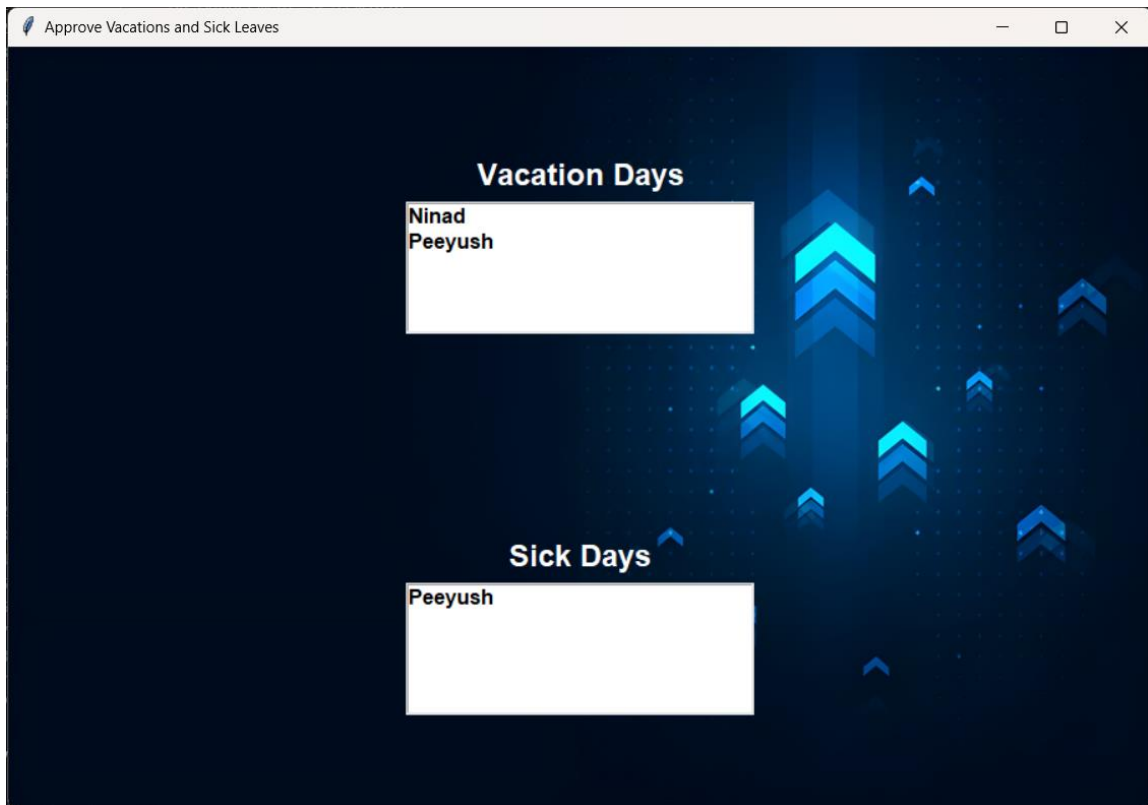 Approve Vacations and Sick Leaves
Vacation Days
Ninad
Peeyush
Sick Days
Peeyush